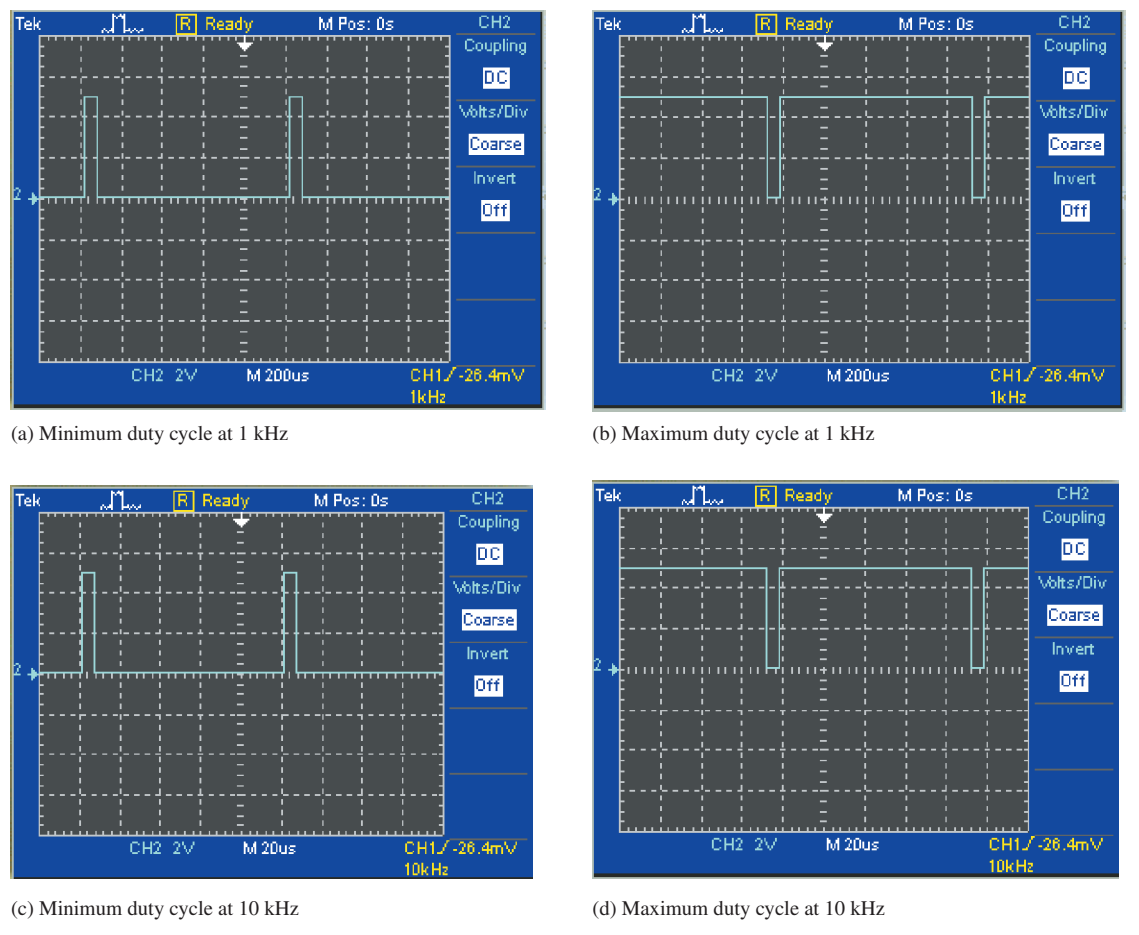 Tek R Ready M Pos: 0s CH2
Coupling
DC
Volts/Div
Coarse
Invert
Off
2
CH2 2V M 200us CH1 -26.4mV
1kHz
(a) Minimum duty cycle at 1 kHz
Tek R Ready M Pos: 0s CH2
Coupling
DC
Volts/Div
Coarse
Invert
Off
2
CH2 2V M 200us CH1 -26.4mV
1kHz
(b) Maximum duty cycle at 1 kHz
Tek R Ready M Pos: 0s CH2
Coupling
DC
Volts/Div
Coarse
Invert
Off
2
CH2 2V M 20us CH1 -26.4mV
10kHz
(c) Minimum duty cycle at 10 kHz
Tek R Ready M Pos: 0s CH2
Coupling
DC
Volts/Div
Coarse
Invert
Off
2
CH2 2V M 20us CH1 -26.4mV
10kHz
(d) Maximum duty cycle at 10 kHz